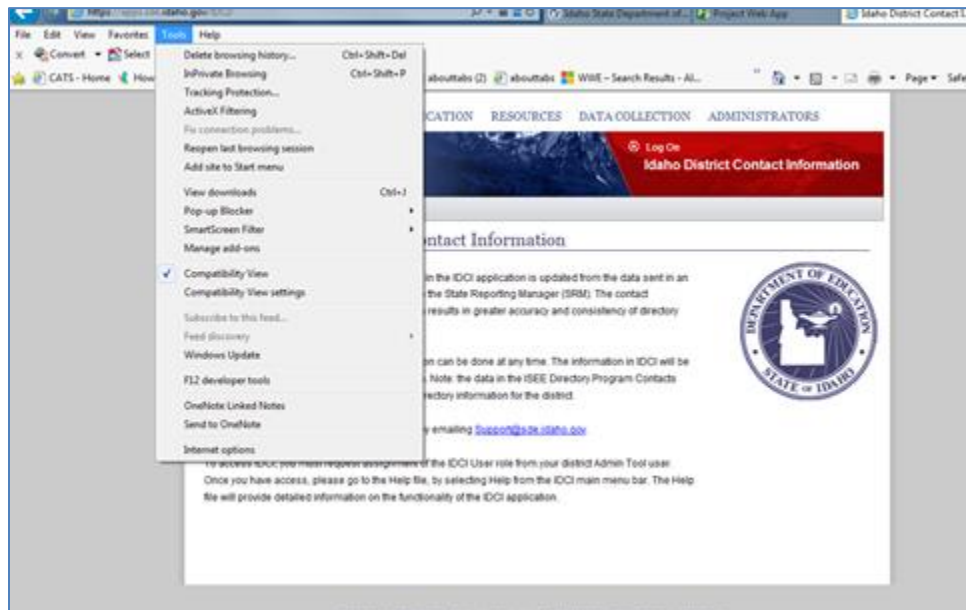 https://apps.sde.idaho.gov/IDCI/
Idaho State Department of...
Project Web App
Idaho District Contact
File Edit View Favorites Tools Help
x Convert Select
CATS - Home How
abouttabs (2) abouttabs WWE – Search Results - Al...
Page Safe
Delete browsing history... Ctrl+Shift+Del
InPrivate Browsing Ctrl+Shift+P
Tracking Protection...
ActiveX Filtering
Fix connection problems...
Reopen last browsing session
Add site to Start menu
View downloads Ctrl+J
Pop-up Blocker
SmartScreen Filter
Manage add-ons
Compatibility View
Compatibility View settings
Subscribe to this feed...
Feed discovery
Windows Update
F12 developer tools
OneNote Linked Notes
Send to OneNote
Internet options
CATION RESOURCES DATA COLLECTION ADMINISTRATORS
Log On
Idaho District Contact Information
ntact Information
in the IDCI application is updated from the data sent in an
the State Reporting Manager (SRM). The contact
results in greater accuracy and consistency of directory
on can be done at any time. The information in IDCI will be
. Note: the data in the ISEE Directory Program Contacts
rectory information for the district.
y emailing Support@sde.idaho.gov
To access IDCI, you must request assignment of the IDCI User role from your district Admin Tool user.
Once you have access, please go to the Help file, by selecting Help from the IDCI main menu bar. The Help
file will provide detailed information on the functionality of the IDCI application.
DEPARTMENT OF EDUCATION
STATE OF IDAHO